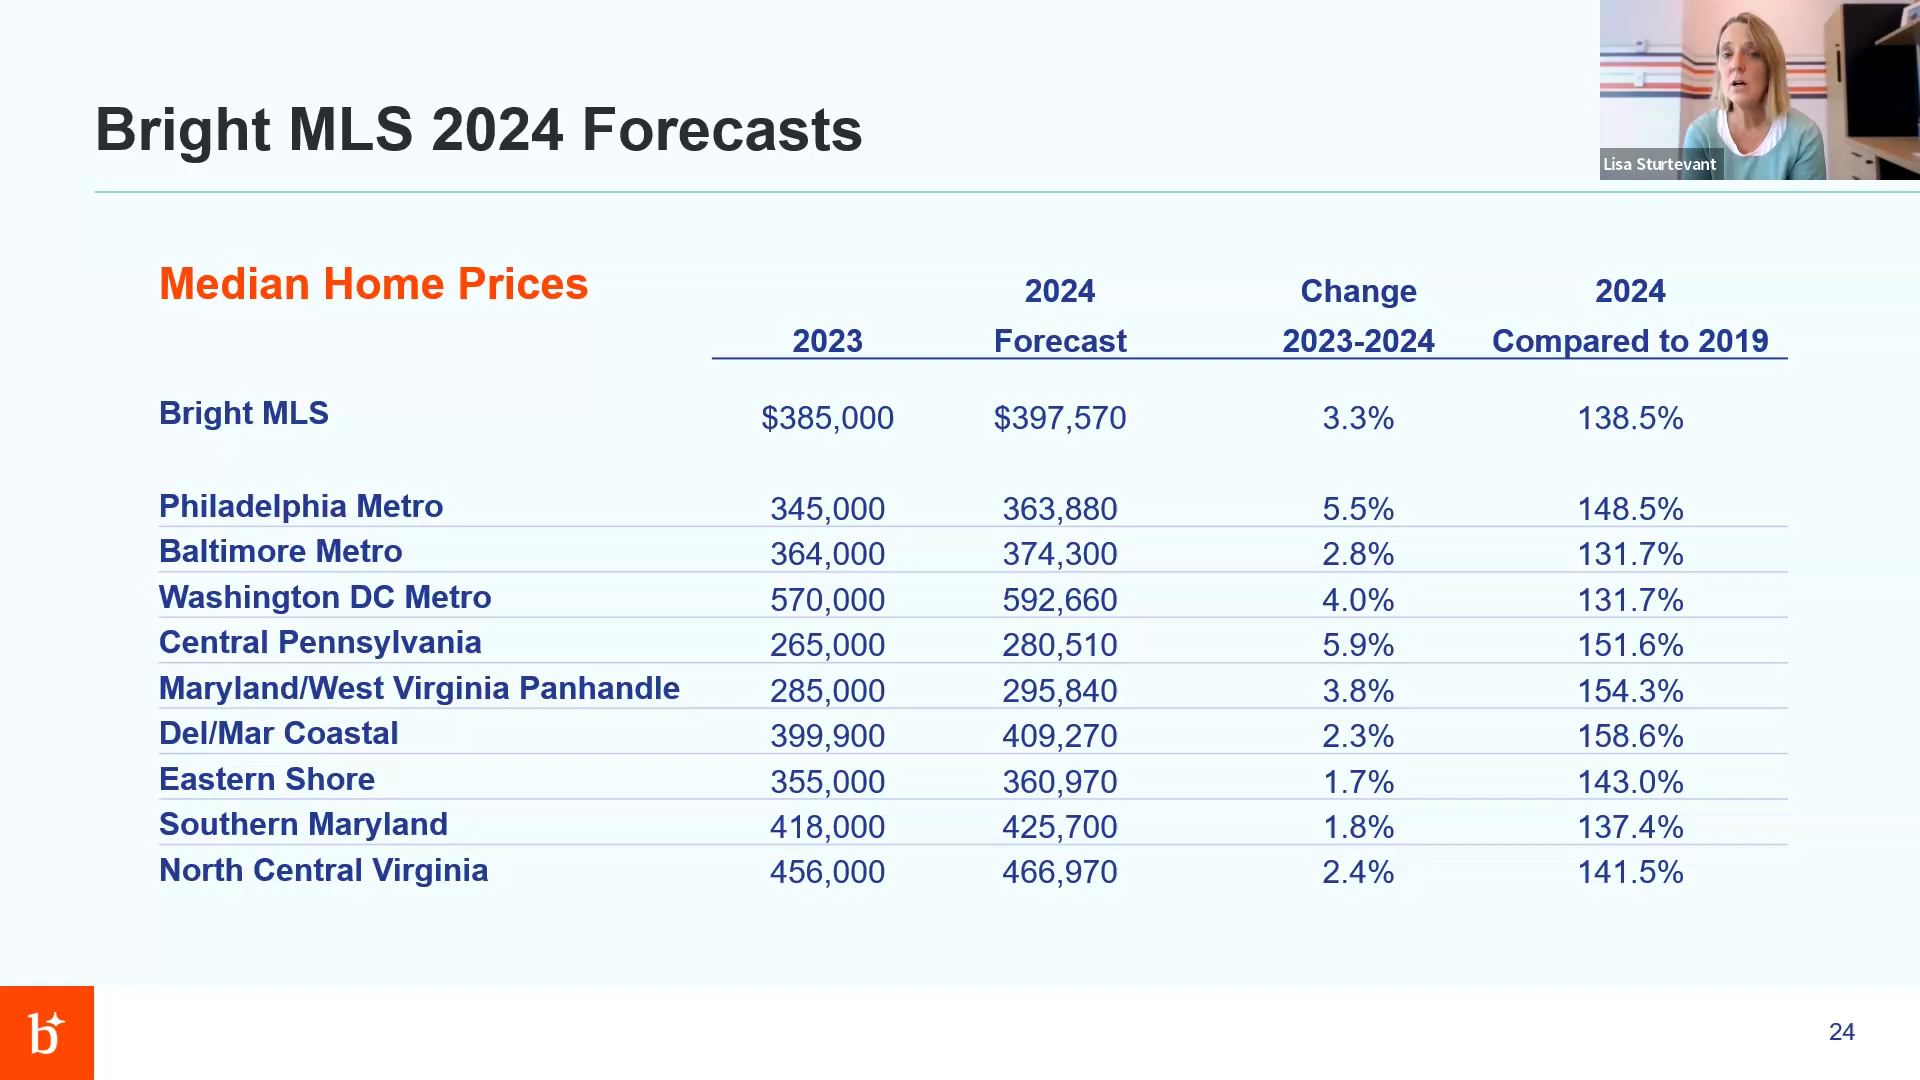 Bright MLS 2024 Forecasts
Lisa Sturtevant
Median Home Prices
2024 Change 2024
2023 Forecast 2023-2024 Compared to 2019
Bright MLS $385,000 $397,570 3.3% 138.5%
Philadelphia Metro 345,000 363,880 5.5% 148.5%
Baltimore Metro 364,000 374,300 2.8% 131.7%
Washington DC Metro 570,000 592,660 4.0% 131.7%
Central Pennsylvania 265,000 280,510 5.9% 151.6%
Maryland/West Virginia Panhandle 285,000 295,840 3.8% 154.3%
Del/Mar Coastal 399,900 409,270 2.3% 158.6%
Eastern Shore 355,000 360,970 1.7% 143.0%
Southern Maryland 418,000 425,700 1.8% 137.4%
North Central Virginia 456,000 466,970 2.4% 141.5%
b
24